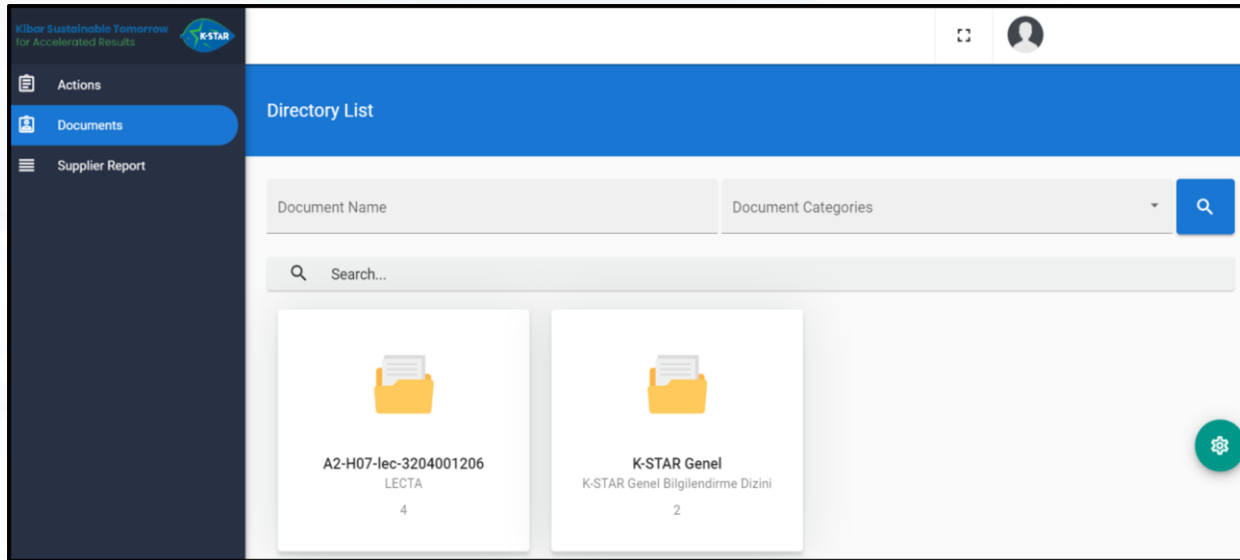 Kibar Sustainable Tomorrow
for Accelerated Results
K-STAR
Actions
Documents
Supplier Report
Directory List
Document Name
Document Categories
Search...
A2-H07-lec-3204001206
LECTA
4
K-STAR Genel
K-STAR Genel Bilgilendirme Dizini
2